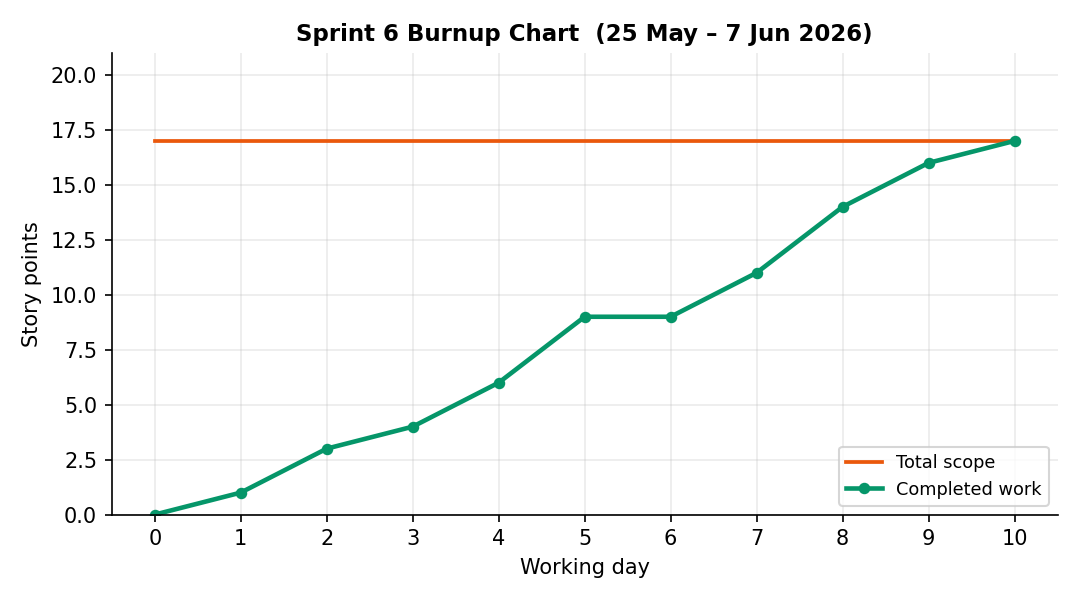 Sprint 6 Burnup Chart (25 May – 7 Jun 2026)
Story points
20.0
17.5
15.0
12.5
10.0
7.5
5.0
2.5
0.0
Total scope
Completed work
0 1 2 3 4 5 6 7 8 9 10
Working day